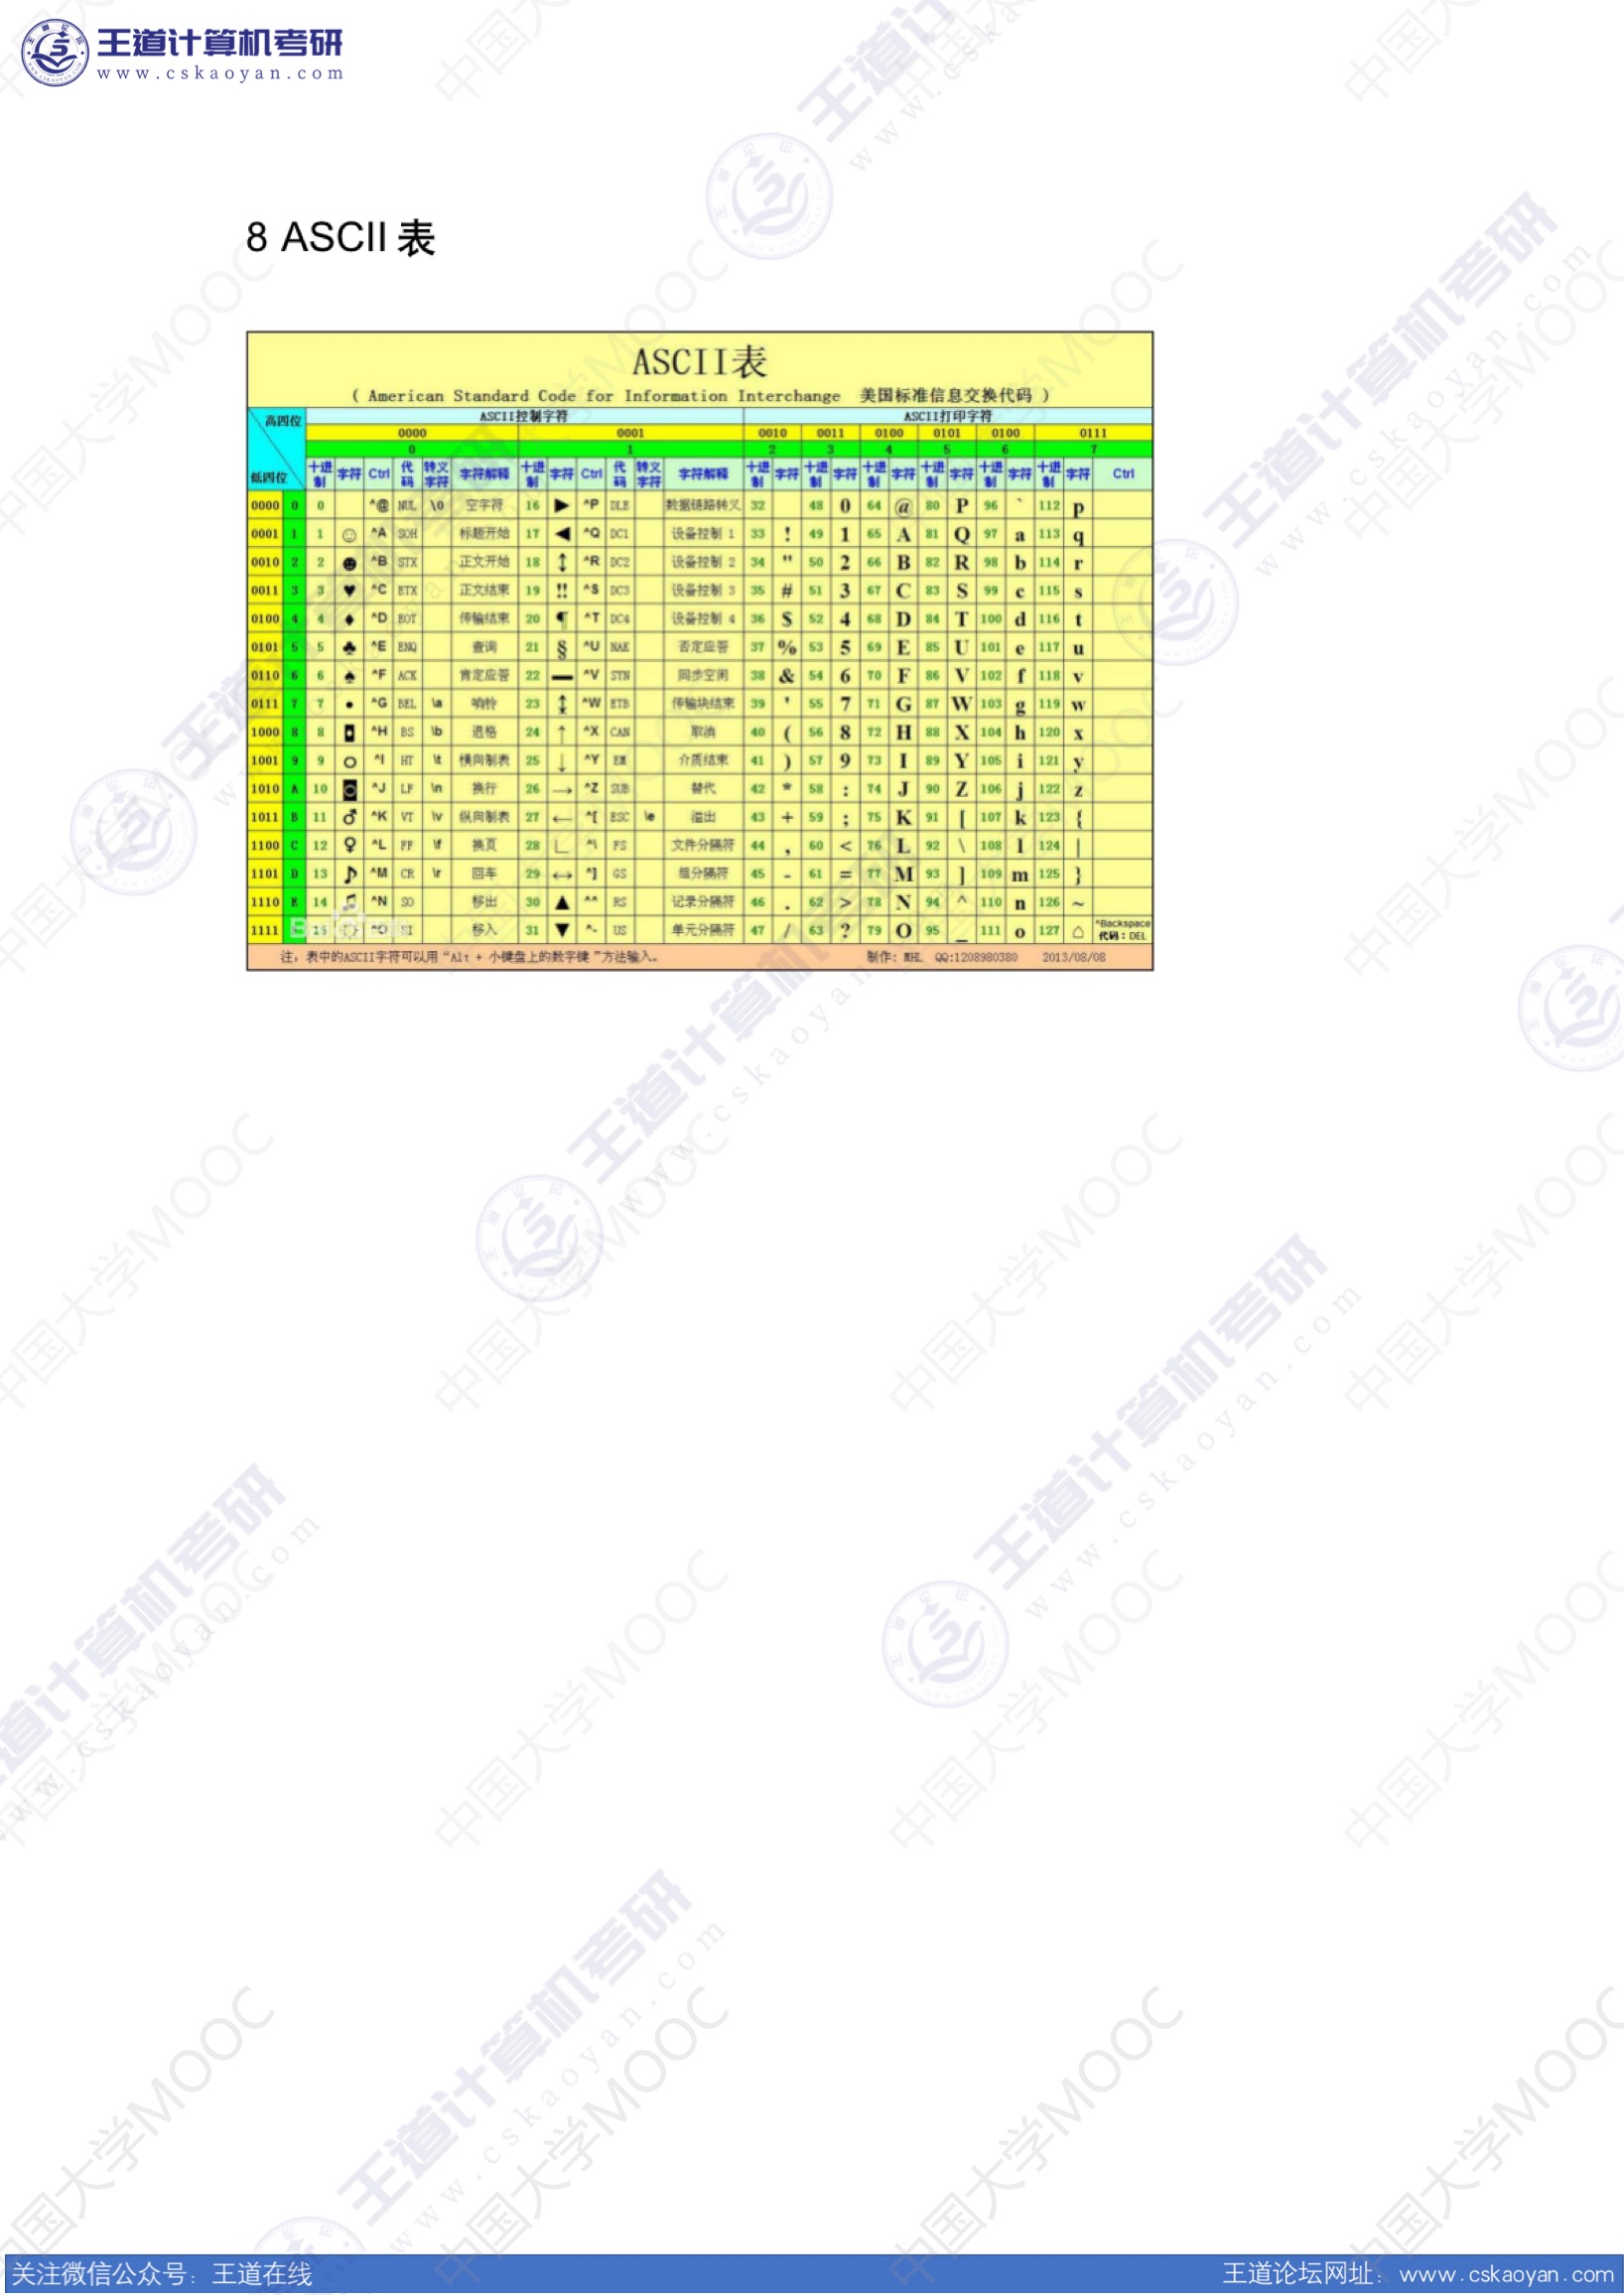 王道计算机考研
www.cskaoyan.com
8 ASCII 表
ASCII表
( American Standard Code for Information Interchange 美国标准信息交换代码 )
高四位 ASCII控制字符 ASCII打印字符
0000 0001 0010 0011 0100 0101 0100 0111
0 1 2 3 4 5 6 7
低四位 十进制 字符 Ctrl 代码 转义字符 字符解释 十进制 字符 Ctrl 代码 转义字符 字符解释 十进制 字符 十进制 字符 十进制 字符 十进制 字符 十进制 字符 十进制 字符 Ctrl
0000 0 0 ^@ NUL \0 空字符 16 ► ^P DLE 数据链路转义 32 48 0 64 @ 80 P 96 ` 112 p
0001 1 1 ☺ ^A SOH 标题开始 17 ◄ ^Q DC1 设备控制 1 33 ! 49 1 65 A 81 Q 97 a 113 q
0010 2 2 ☻ ^B STX 正文开始 18 ↕ ^R DC2 设备控制 2 34 " 50 2 66 B 82 R 98 b 114 r
0011 3 3 ♥ ^C ETX 正文结束 19 ‼ ^S DC3 设备控制 3 35 # 51 3 67 C 83 S 99 c 115 s
0100 4 4 ♦ ^D EOT 传输结束 20 ¶ ^T DC4 设备控制 4 36 $ 52 4 68 D 84 T 100 d 116 t
0101 5 5 ♣ ^E ENQ 查询 21 § ^U NAK 否定应答 37 % 53 5 69 E 85 U 101 e 117 u
0110 6 6 ♠ ^F ACK 肯定应答 22 ▬ ^V SYN 同步空闲 38 & 54 6 70 F 86 V 102 f 118 v
0111 7 7 • ^G BEL \a 响铃 23 ↨ ^W ETB 传输块结束 39 ' 55 7 71 G 87 W 103 g 119 w
1000 8 8 ◘ ^H BS \b 退格 24 ↑ ^X CAN 取消 40 ( 56 8 72 H 88 X 104 h 120 x
1001 9 9 ○ ^I HT \t 横向制表 25 ↓ ^Y EM 介质结束 41 ) 57 9 73 I 89 Y 105 i 121 y
1010 A 10 ◙ ^J LF \n 换行 26 → ^Z SUB 替代 42 * 58 : 74 J 90 Z 106 j 122 z
1011 B 11 ♂ ^K VT \v 纵向制表 27 ← ^[ ESC \e 溢出 43 + 59 ; 75 K 91 [ 107 k 123 {
1100 C 12 ♀ ^L FF \f 换页 28 ∟ ^\ FS 文件分隔符 44 , 60 < 76 L 92 \ 108 l 124 |
1101 D 13 ♪ ^M CR \r 回车 29 ↔ ^] GS 组分隔符 45 - 61 = 77 M 93 ] 109 m 125 }
1110 E 14 ♫ ^N SO 移出 30 ▲ ^^ RS 记录分隔符 46 . 62 > 78 N 94 ^ 110 n 126 ~
1111 15 ☼ ^O SI 移入 31 ▼ ^- US 单元分隔符 47 / 63 ? 79 O 95 _ 111 o 127 ⌂ ^Backspace 代码:DEL
注:表中的ASCII字符可以用“Alt + 小键盘上的数字键”方法输入。 制作:WHL QQ:1208980380 2013/08/08
关注微信公众号:王道在线 王道论坛网址:www.cskaoyan.com